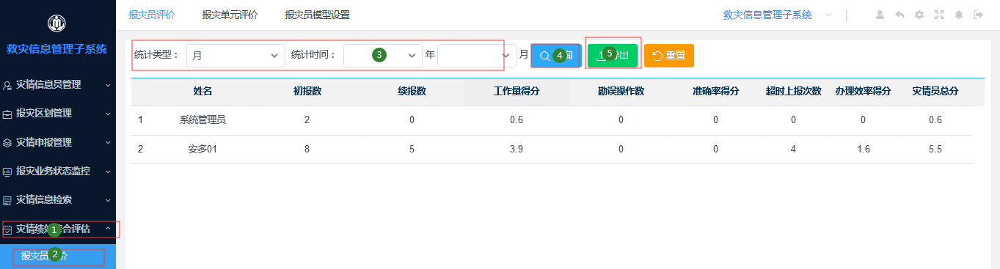 报灾员评价 报灾单元评价 报灾员模型设置 救灾信息管理子系统
救灾信息管理子系统
统计类型： 月 统计时间： 3 年 月 4 5 出 重置
灾情信息员管理
报灾区划管理
灾情申报管理
报灾业务状态监控
灾情信息检索
灾情绩 1 合评估
报灾员 2 价
姓名 初报数 续报数 工作量得分 勘误操作数 准确率得分 超时上报次数 办理效率得分 灾情员总分
1 系统管理员 2 0 0.6 0 0 0 0 0.6
2 安多01 8 5 3.9 0 0 4 1.6 5.5